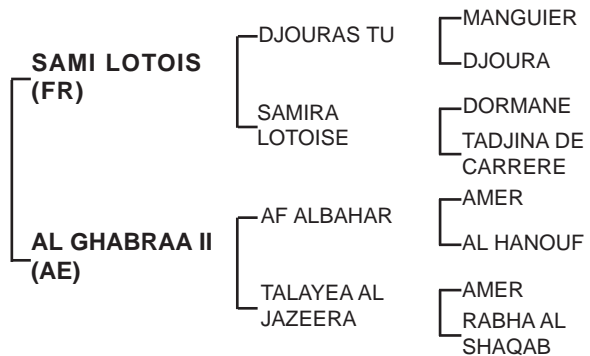 SAMI LOTOIS
(FR)
AL GHABRAA II
(AE)
DJOURAS TU
SAMIRA
LOTOISE
AF ALBAHAR
TALAYEA AL
JAZEERA
MANGUIER
DJOURA
DORMANE
TADJINA DE
CARRERE
AMER
AL HANOUF
AMER
RABHA AL
SHAQAB